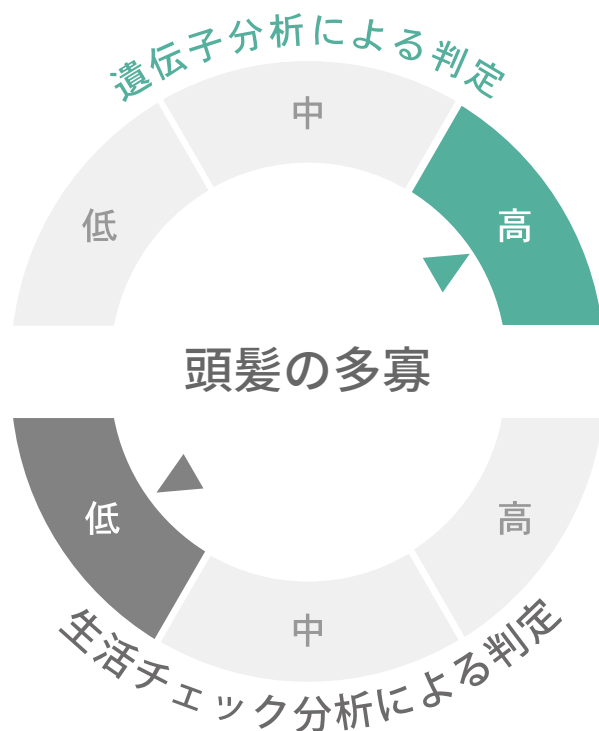 遺伝子分析による判定
中
低
高
頭髪の多寡
低
高
中
生活チェック分析による判定